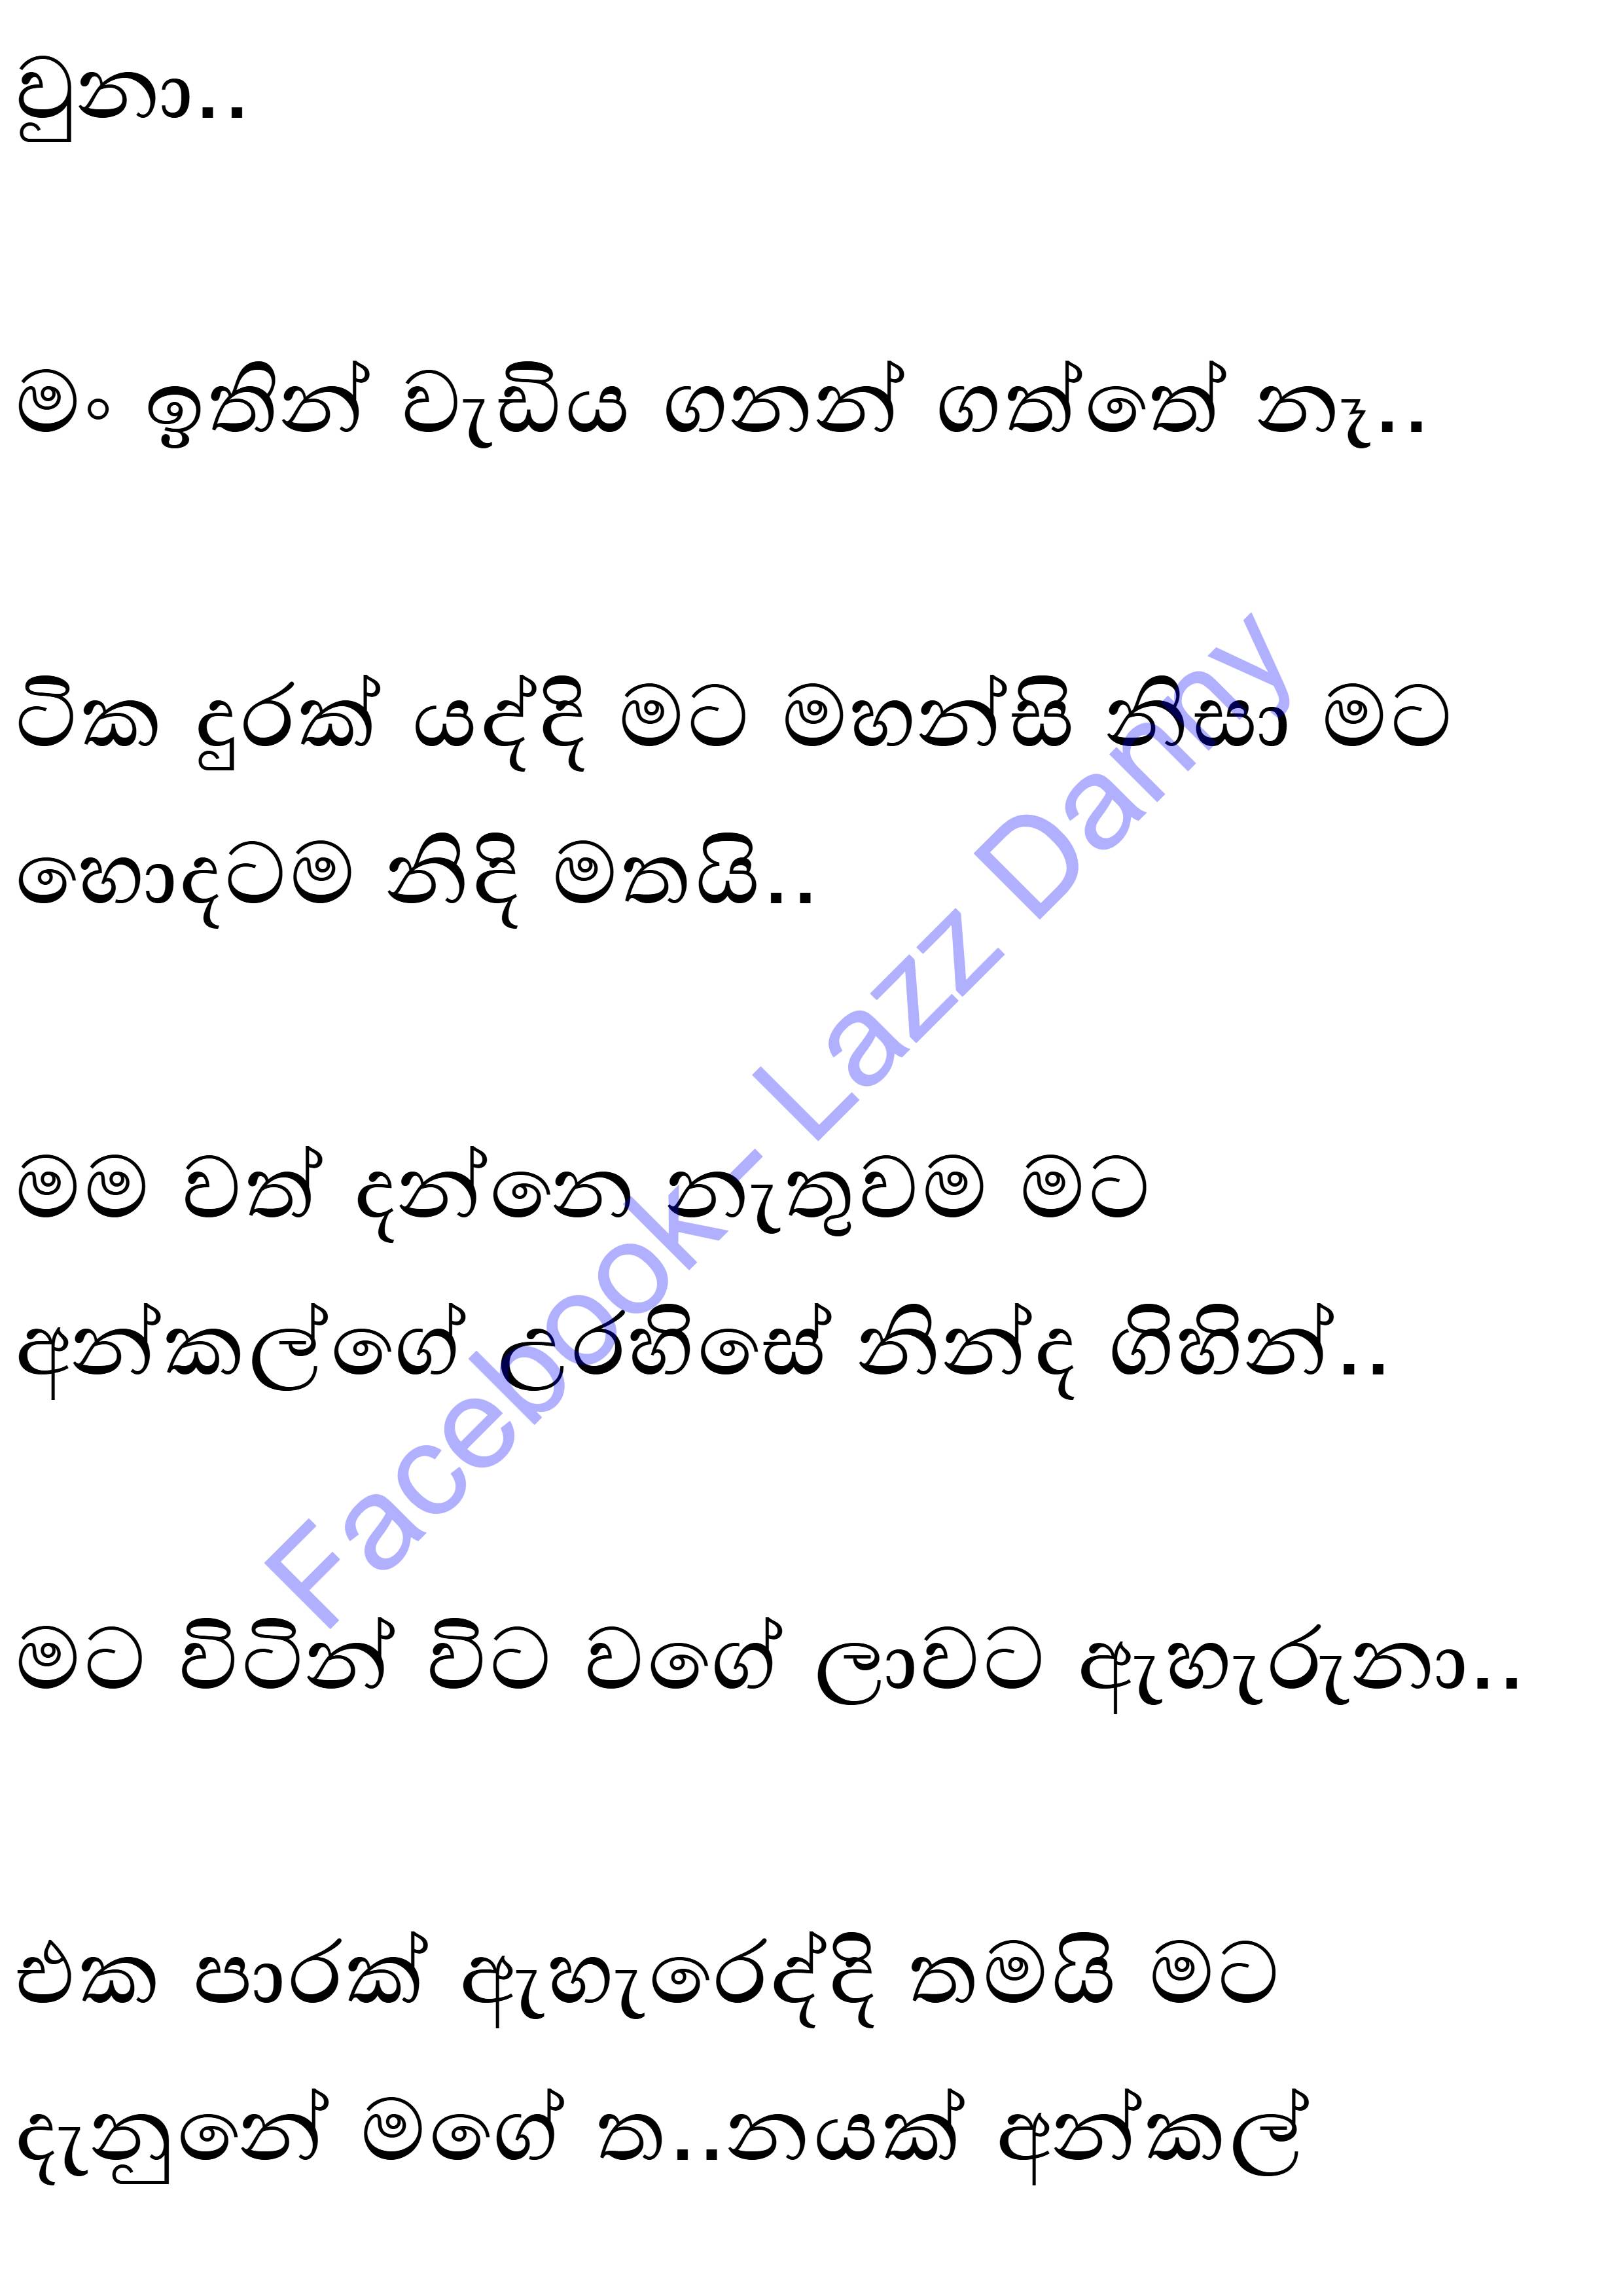 වුනා..
මං ඉතින් වැඩිය ගනන් ගත්තේ නෑ..
ටික දුරක් යද්දි මට මහන්සි නිසා මට
හොදටම නිදි මතයි..
මම වත් දන්නෙ නැතුවම මට
අන්කල්ගේ උරහිසේ නින්ද ගිහින්..
මට විටින් විට වගේ ලාවට ඇහැරුනා..
එක පාරක් ඇහැරෙද්දි තමයි මට
දැනුනේ මගේ ත..නයක් අන්කල්
Facebook- Lazz Danny